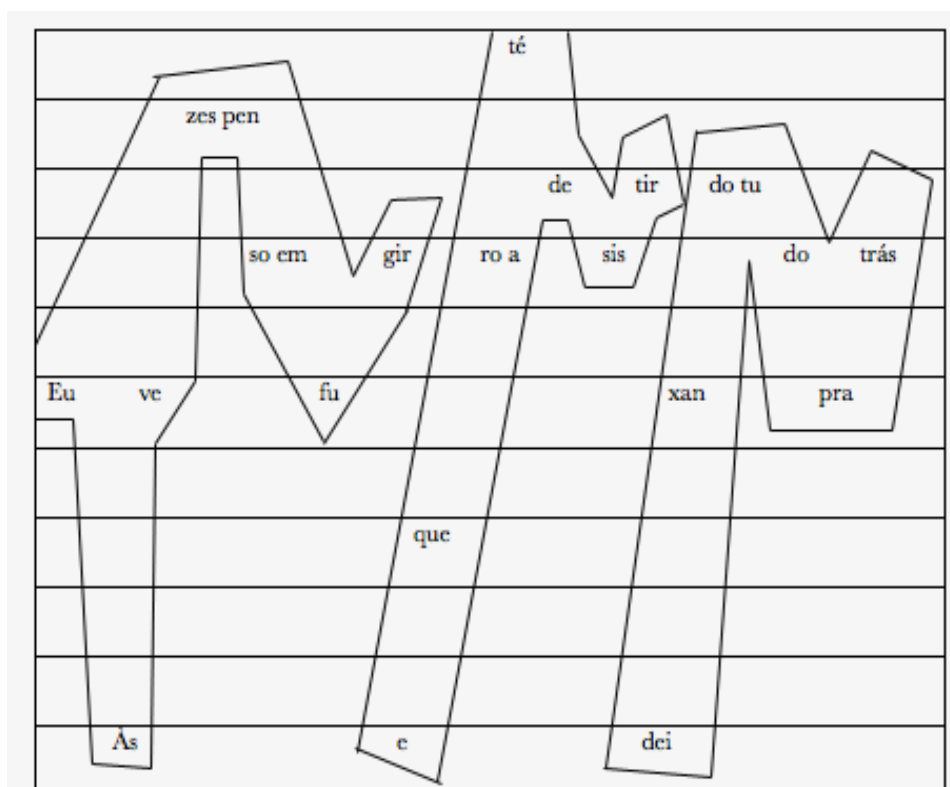 té
zes pen
de tir do tu
so em gir ro a sis do trás
Eu ve fu xan pra
que
Às e dei